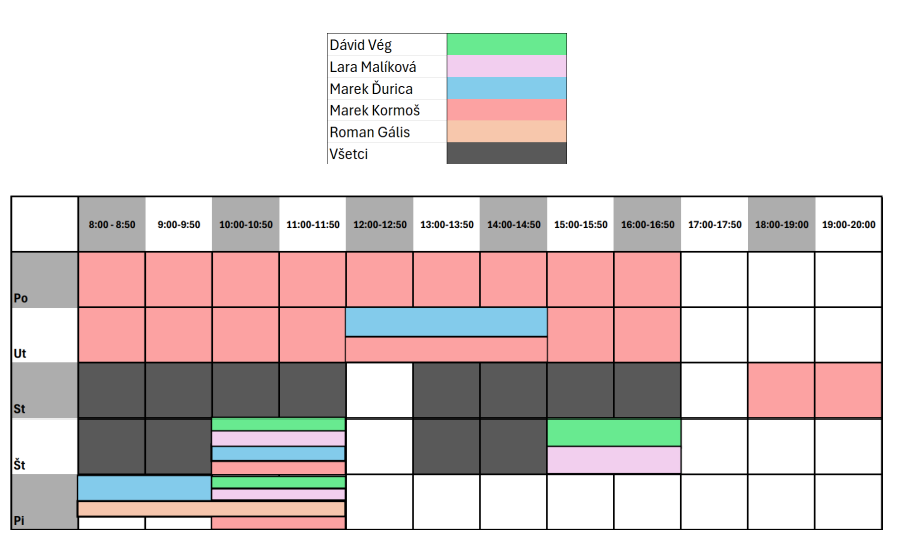 Dávid Vég
Lara Malíková
Marek Ďurica
Marek Kormoš
Roman Gális
Všetci
8:00 - 8:50 9:00-9:50 10:00-10:50 11:00-11:50 12:00-12:50 13:00-13:50 14:00-14:50 15:00-15:50 16:00-16:50 17:00-17:50 18:00-19:00 19:00-20:00
Po
Ut
St
Št
Pi